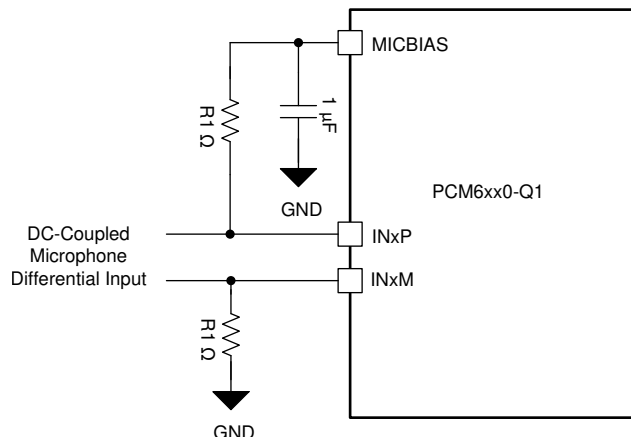 MICBIAS
R1 Ω
1 µF
GND
PCM6xx0-Q1
DC-Coupled
Microphone
Differential Input
INxP
INxM
R1 Ω
GND